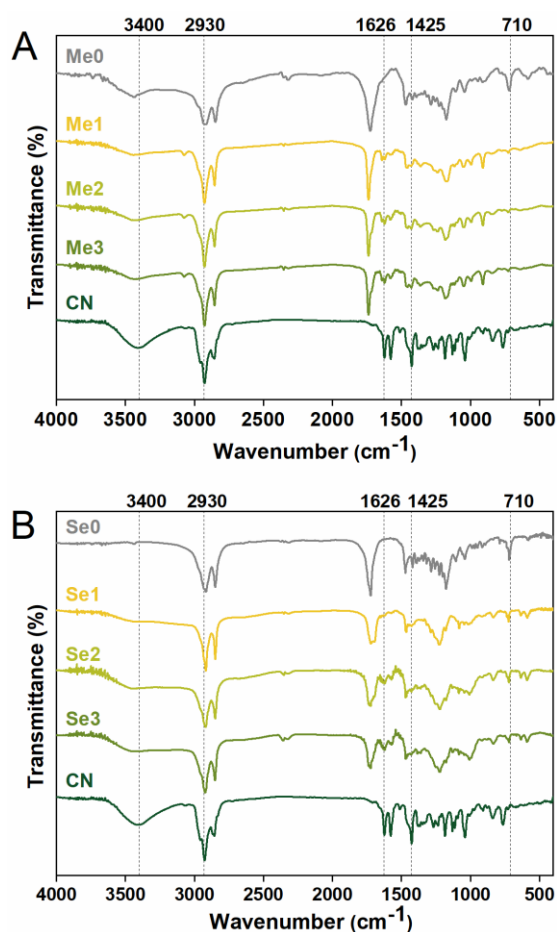 A
3400 2930 1626 1425 710
Me0
Me1
Me2
Me3
CN
Transmittance (%)
4000 3500 3000 2500 2000 1500 1000 500
Wavenumber (cm⁻¹)
B
3400 2930 1626 1425 710
Se0
Se1
Se2
Se3
CN
Transmittance (%)
4000 3500 3000 2500 2000 1500 1000 500
Wavenumber (cm⁻¹)